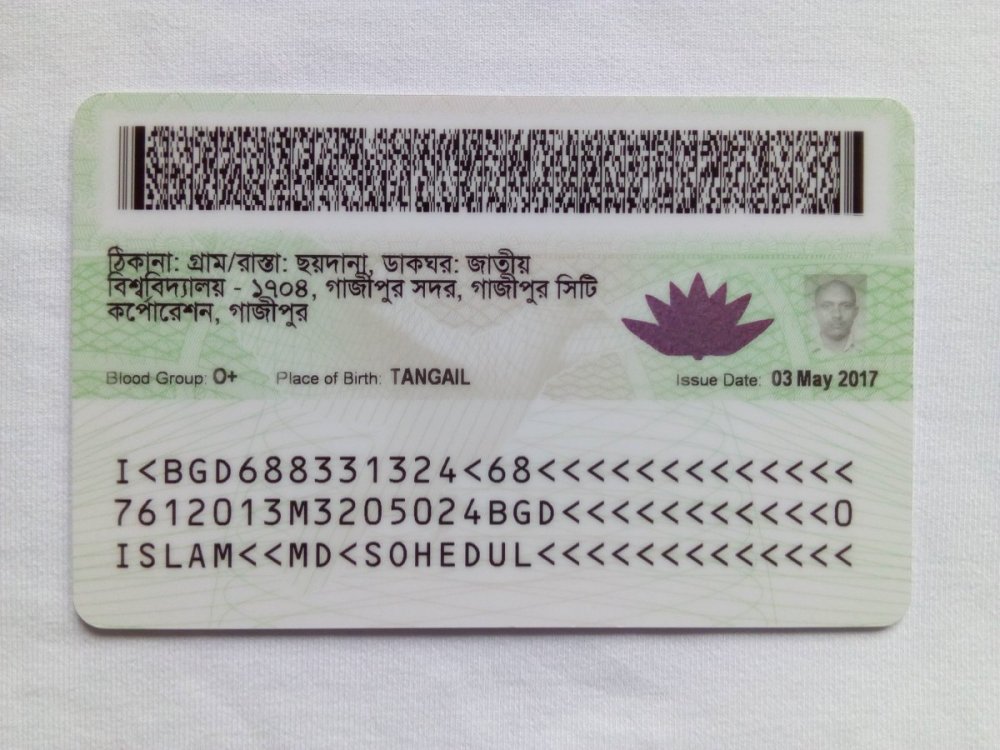 ঠিকানা: গ্রাম/রাস্তা: ছয়দানা, ডাকঘর: জাতীয়
বিশ্ববিদ্যালয় - ১৭০৪, গাজীপুর সদর, গাজীপুর সিটি
কর্পোরেশন, গাজীপুর
Blood Group: O+ Place of Birth: TANGAIL Issue Date: 03 May 2017
I<BGD688331324<68<<<<<<<<<<<<<
7612013M3205024BGD<<<<<<<<<<<0
ISLAM<<MD<SOHEDUL<<<<<<<<<<<<<